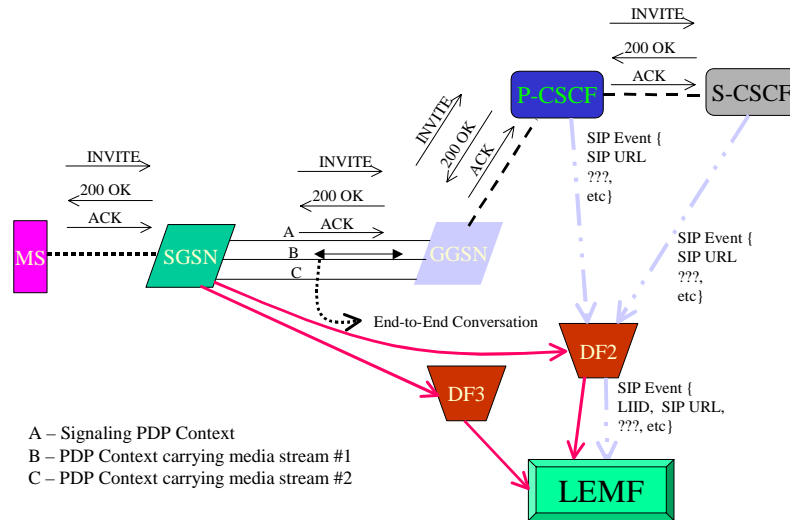 INVITE
200 OK
ACK
P-CSCF
S-CSCF
INVITE
200 OK
ACK
SIP Event {
SIP URL
???,
etc}
SIP Event {
SIP URL
???,
etc}
INVITE
200 OK
ACK
INVITE
200 OK
ACK
MS
SGSN
A
B
C
GGSN
End-to-End Conversation
DF2
DF3
SIP Event {
LIID, SIP URL,
???, etc}
A – Signaling PDP Context
B – PDP Context carrying media stream #1
C – PDP Context carrying media stream #2
LEMF